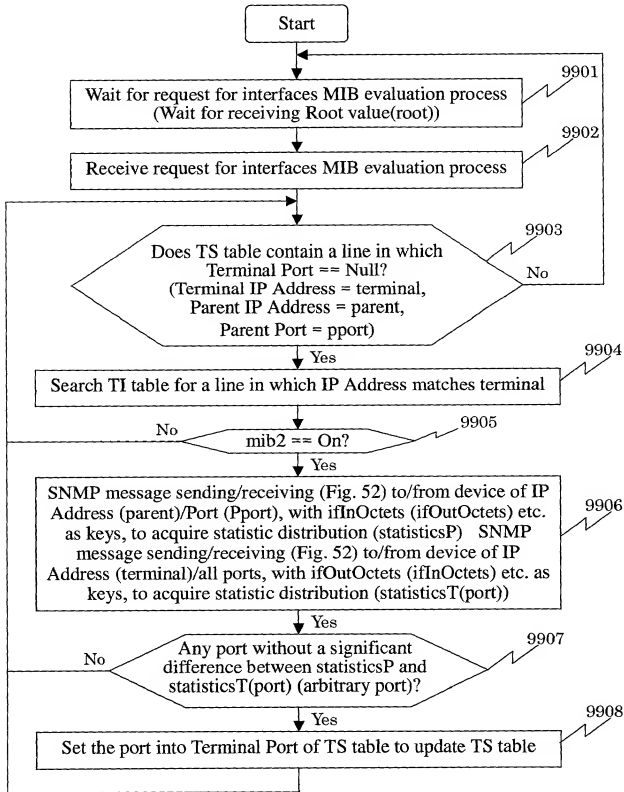 Start
9901
Wait for request for interfaces MIB evaluation process
(Wait for receiving Root value(root))
9902
Receive request for interfaces MIB evaluation process
9903
Does TS table contain a line in which
Terminal Port == Null?
(Terminal IP Address = terminal,
Parent IP Address = parent,
Parent Port = pport)
No
Yes
9904
Search TI table for a line in which IP Address matches terminal
No
mib2 == On?
9905
Yes
SNMP message sending/receiving (Fig. 52) to/from device of IP
Address (parent)/Port (Pport), with ifInOctets (ifOutOctets) etc.
as keys, to acquire statistic distribution (statisticsP) SNMP
message sending/receiving (Fig. 52) to/from device of IP
Address (terminal)/all ports, with ifOutOctets (ifInOctets) etc. as
keys, to acquire statistic distribution (statisticsT(port))
9906
Yes
No
Any port without a significant
difference between statisticsP and
statisticsT(port) (arbitrary port)?
9907
Yes
9908
Set the port into Terminal Port of TS table to update TS table